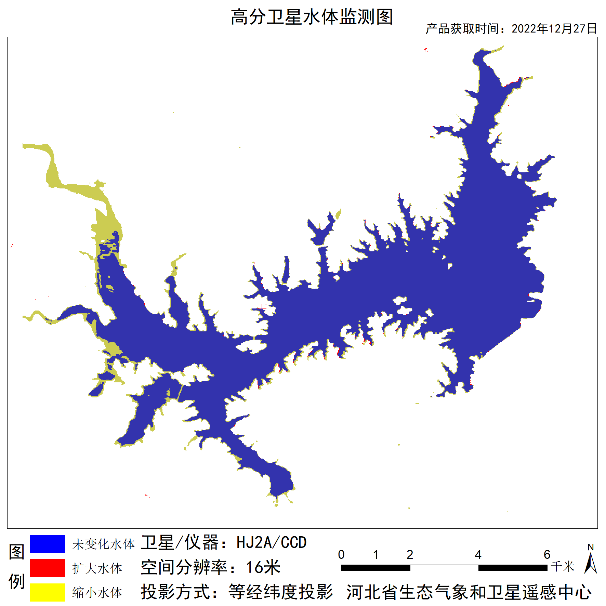 高分卫星水体监测图
产品获取时间：2022年12月27日
图例
未变化水体
扩大水体
缩小水体
卫星/仪器：HJ2A/CCD
空间分辨率：16米
投影方式：等经纬度投影
0 1 2 4 6 千米
N
河北省生态气象和卫星遥感中心